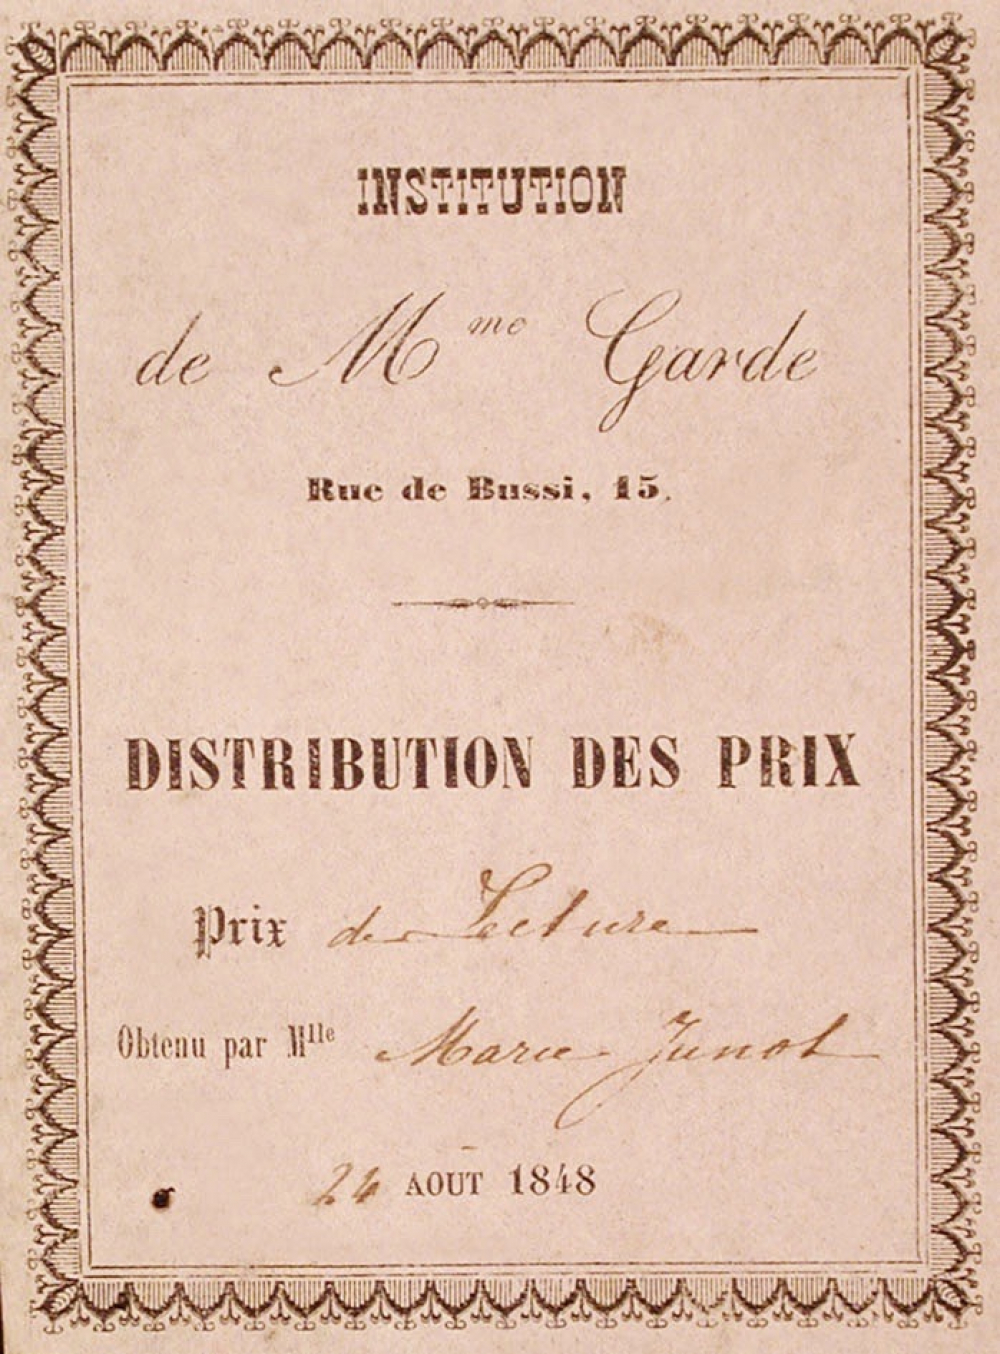 INSTITUTION
de Mme Garde
Rue de Bussi, 15.
DISTRIBUTION DES PRIX
Prix de Lecture
Obtenu par Mlle Marie Junot
24 AOUT 1848